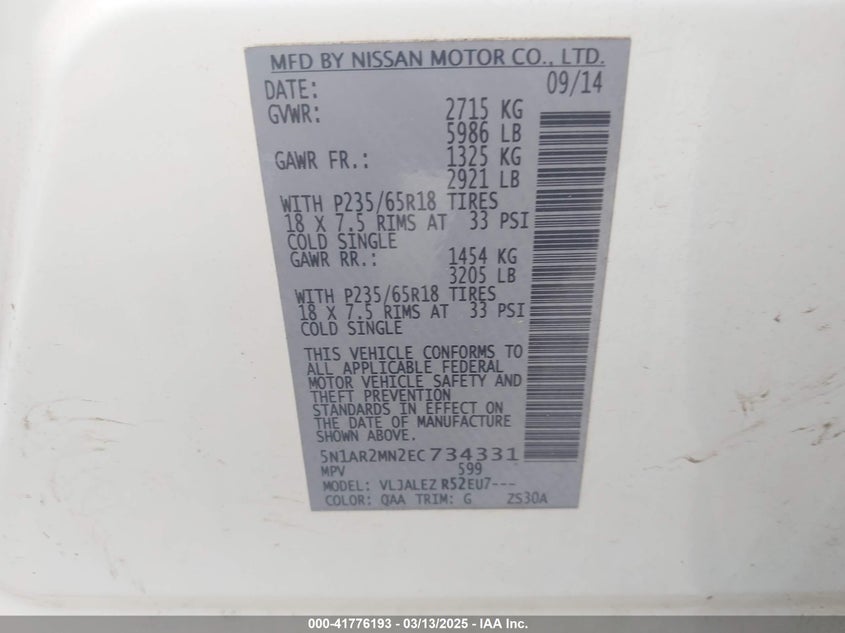 MFD BY NISSAN MOTOR CO., LTD.
DATE: 09/14
GVWR: 2715 KG
5986 LB
GAWR FR.: 1325 KG
2921 LB
WITH P235/65R18 TIRES
18 X 7.5 RIMS AT 33 PSI
COLD SINGLE
GAWR RR.: 1454 KG
3205 LB
WITH P235/65R18 TIRES
18 X 7.5 RIMS AT 33 PSI
COLD SINGLE
THIS VEHICLE CONFORMS TO
ALL APPLICABLE FEDERAL
MOTOR VEHICLE SAFETY AND
THEFT PREVENTION
STANDARDS IN EFFECT ON
THE DATE OF MANUFACTURE
SHOWN ABOVE.
5N1AR2MN2EC734331
MPV 599
MODEL: VLJALEZ R52EU7---
COLOR: QAA TRIM: G ZS30A
000-41776193 - 03/13/2025 - IAA Inc.